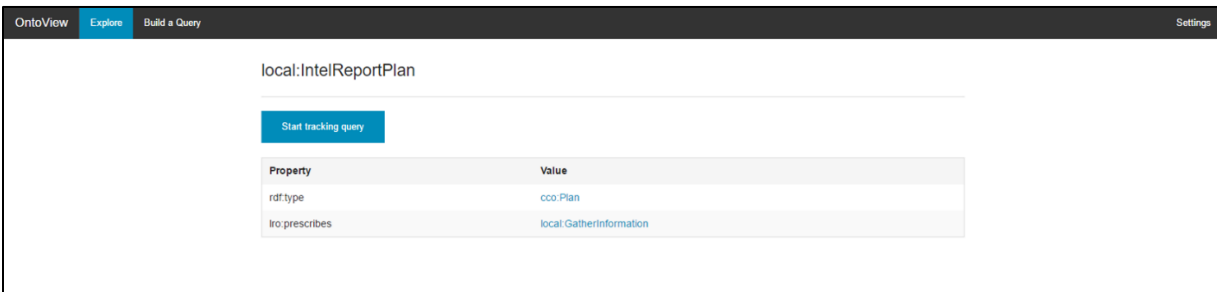 OntoView Explore Build a Query Settings
local:IntelReportPlan
Start tracking query
Property Value
rdf:type cco:Plan
lro:prescribes local:GatherInformation